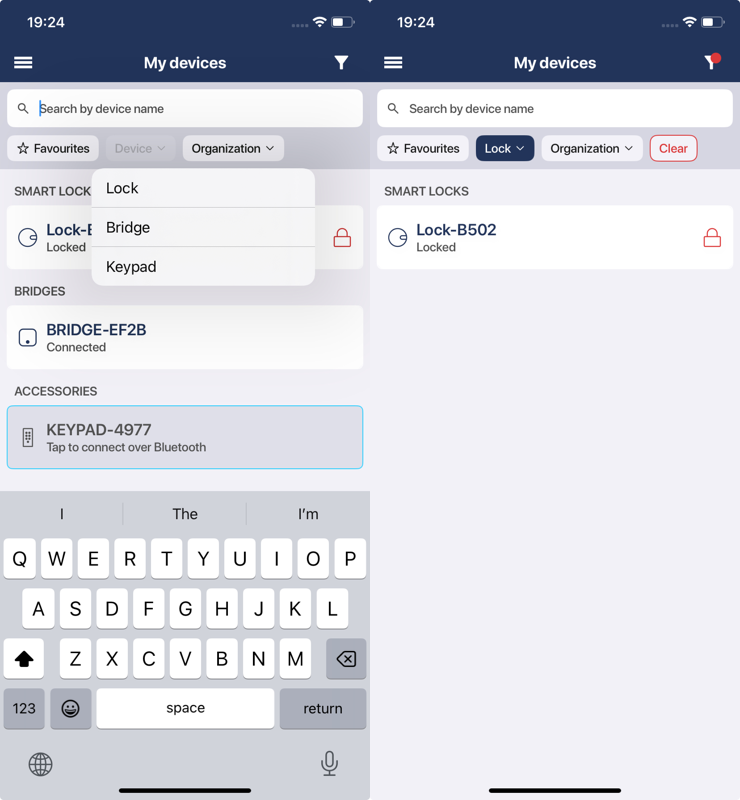 19:24
My devices
Search by device name
Favourites
Device
Organization
Lock
Bridge
Keypad
SMART LOCK
Lock-
Locked
BRIDGES
BRIDGE-EF2B
Connected
ACCESSORIES
KEYPAD-4977
Tap to connect over Bluetooth
I The I'm
Q W E R T Y U I O P
A S D F G H J K L
Z X C V B N M
123 space return
19:24
My devices
Search by device name
Favourites
Lock
Organization
Clear
SMART LOCKS
Lock-B502
Locked